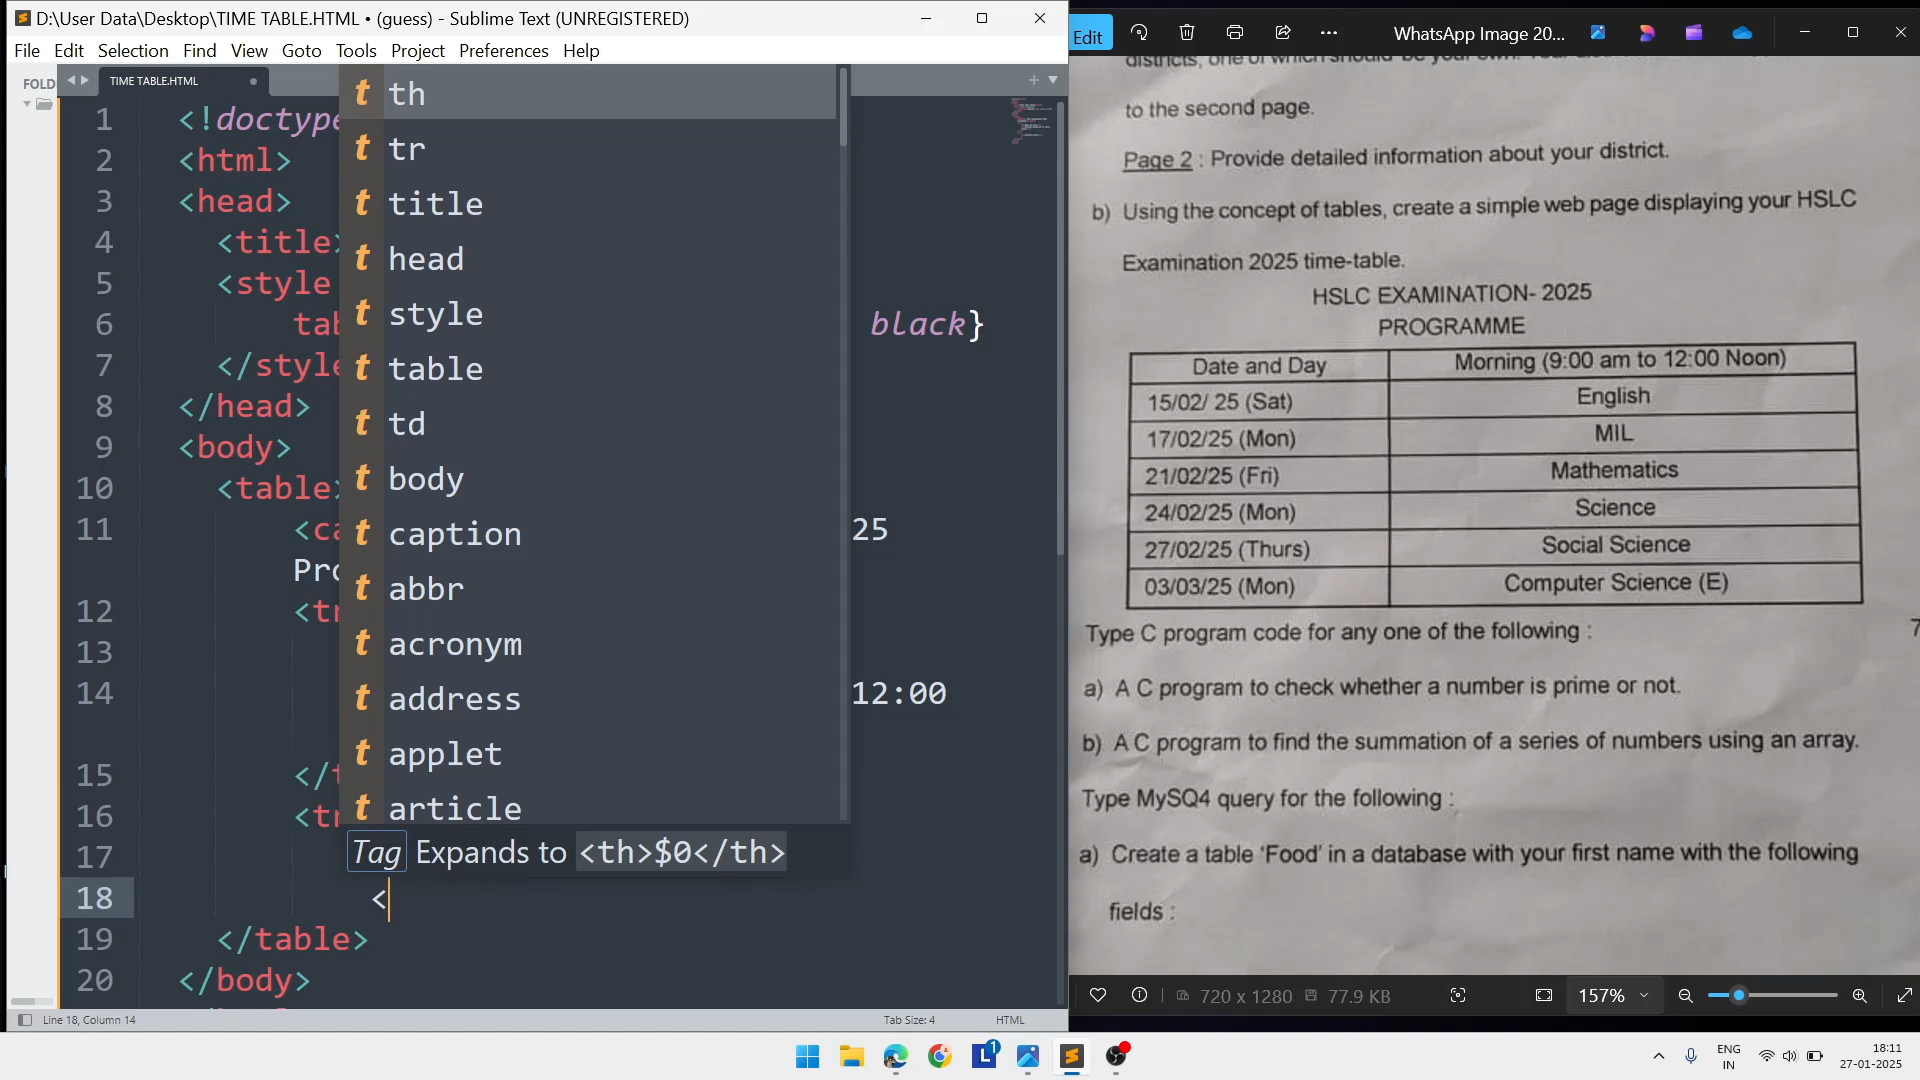 D:\User Data\Desktop\TIME TABLE.HTML • (guess) - Sublime Text (UNREGISTERED)
File Edit Selection Find View Goto Tools Project Preferences Help
FOLD
TIME TABLE.HTML
1 <!doctype
2 <html>
3 <head>
4 <title>
5 <style
6 tab black}
7 </style
8 </head>
9 <body>
10 <table>
11 <ca 25
Pro
12 <tr
13
14 12:00
15 </t
16 <tr
17
18 <
19 </table>
20 </body>
t th
t tr
t title
t head
t style
t table
t td
t body
t caption
t abbr
t acronym
t address
t applet
t article
Tag Expands to <th>$0</th>
Line 18, Column 14
Tab Size: 4
HTML
Edit
WhatsApp Image 20...
to the second page.
Page 2 : Provide detailed information about your district.
b) Using the concept of tables, create a simple web page displaying your HSLC
Examination 2025 time-table.
HSLC EXAMINATION- 2025
PROGRAMME
Date and Day Morning (9:00 am to 12:00 Noon)
15/02/ 25 (Sat) English
17/02/25 (Mon) MIL
21/02/25 (Fri) Mathematics
24/02/25 (Mon) Science
27/02/25 (Thurs) Social Science
03/03/25 (Mon) Computer Science (E)
Type C program code for any one of the following : 7
a) A C program to check whether a number is prime or not.
b) A C program to find the summation of a series of numbers using an array.
Type MySQ4 query for the following :
a) Create a table ‘Food’ in a database with your first name with the following
fields :
720 x 1280 77.9 KB
157%
L 1
ENG
IN
18:11
27-01-2025